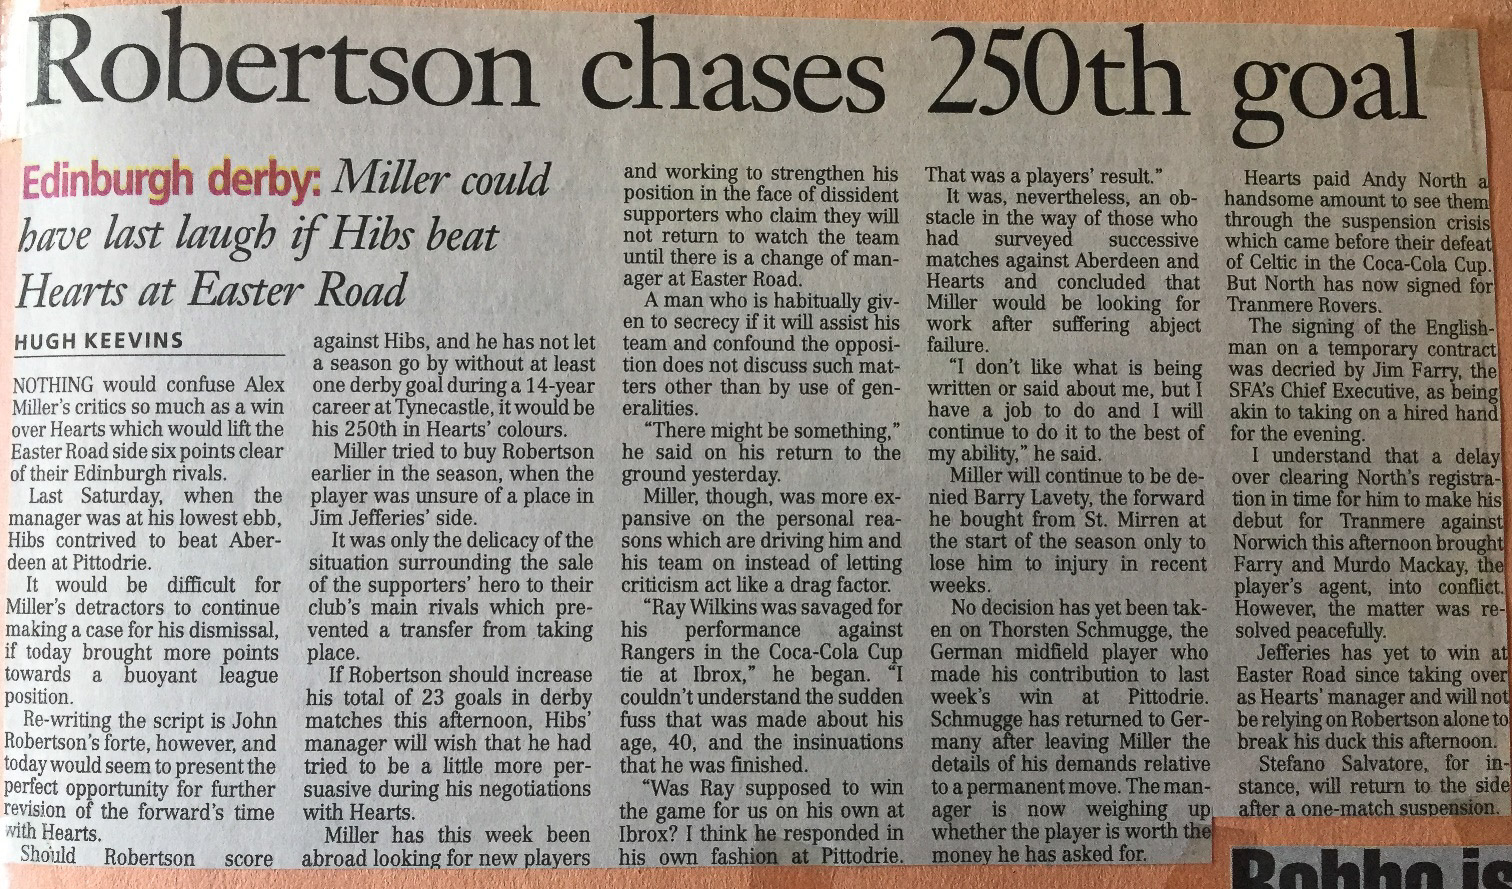 Robertson chases 250th goal
Edinburgh derby: Miller could
have last laugh if Hibs beat
Hearts at Easter Road
HUGH KEEVINS
NOTHING would confuse Alex
Miller's critics so much as a win
over Hearts which would lift the
Easter Road side six points clear
of their Edinburgh rivals.
Last Saturday, when the
manager was at his lowest ebb,
Hibs contrived to beat Aber-
deen at Pittodrie.
It would be difficult for
Miller's detractors to continue
making a case for his dismissal,
if today brought more points
towards a buoyant league
position.
Re-writing the script is John
Robertson's forte, however, and
today would seem to present the
perfect opportunity for further
revision of the forward's time
with Hearts.
Should Robertson score
against Hibs, and he has not let
a season go by without at least
one derby goal during a 14-year
career at Tynecastle, it would be
his 250th in Hearts' colours.
Miller tried to buy Robertson
earlier in the season, when the
player was unsure of a place in
Jim Jefferies' side.
It was only the delicacy of the
situation surrounding the sale
of the supporters' hero to their
club's main rivals which pre-
vented a transfer from taking
place.
If Robertson should increase
his total of 23 goals in derby
matches this afternoon, Hibs'
manager will wish that he had
tried to be a little more per-
suasive during his negotiations
with Hearts.
Miller has this week been
abroad looking for new players
and working to strengthen his
position in the face of dissident
supporters who claim they will
not return to watch the team
until there is a change of man-
ager at Easter Road.
A man who is habitually giv-
en to secrecy if it will assist his
team and confound the opposi-
tion does not discuss such mat-
ters other than by use of gen-
eralities.
“There might be something,”
he said on his return to the
ground yesterday.
Miller, though, was more ex-
pansive on the personal rea-
sons which are driving him and
his team on instead of letting
criticism act like a drag factor.
“Ray Wilkins was savaged for
his performance against
Rangers in the Coca-Cola Cup
tie at Ibrox,” he began. “I
couldn't understand the sudden
fuss that was made about his
age, 40, and the insinuations
that he was finished.
“Was Ray supposed to win
the game for us on his own at
Ibrox? I think he responded in
his own fashion at Pittodrie.
That was a players' result.”
It was, nevertheless, an ob-
stacle in the way of those who
had surveyed successive
matches against Aberdeen and
Hearts and concluded that
Miller would be looking for
work after suffering abject
failure.
“I don't like what is being
written or said about me, but I
have a job to do and I will
continue to do it to the best of
my ability,” he said.
Miller will continue to be de-
nied Barry Lavety, the forward
he bought from St. Mirren at
the start of the season only to
lose him to injury in recent
weeks.
No decision has yet been tak-
en on Thorsten Schmugge, the
German midfield player who
made his contribution to last
week's win at Pittodrie.
Schmugge has returned to Ger-
many after leaving Miller the
details of his demands relative
to a permanent move. The man-
ager is now weighing up
whether the player is worth the
money he has asked for.
Hearts paid Andy North a
handsome amount to see them
through the suspension crisis
which came before their defeat
of Celtic in the Coca-Cola Cup.
But North has now signed for
Tranmere Rovers.
The signing of the English-
man on a temporary contract
was decried by Jim Farry, the
SFA's Chief Executive, as being
akin to taking on a hired hand
for the evening.
I understand that a delay
over clearing North's registra-
tion in time for him to make his
debut for Tranmere against
Norwich this afternoon brought
Farry and Murdo Mackay, the
player's agent, into conflict.
However, the matter was re-
solved peacefully.
Jefferies has yet to win at
Easter Road since taking over
as Hearts' manager and will not
be relying on Robertson alone to
break his duck this afternoon.
Stefano Salvatore, for in-
stance, will return to the side
after a one-match suspension.
Robbo is